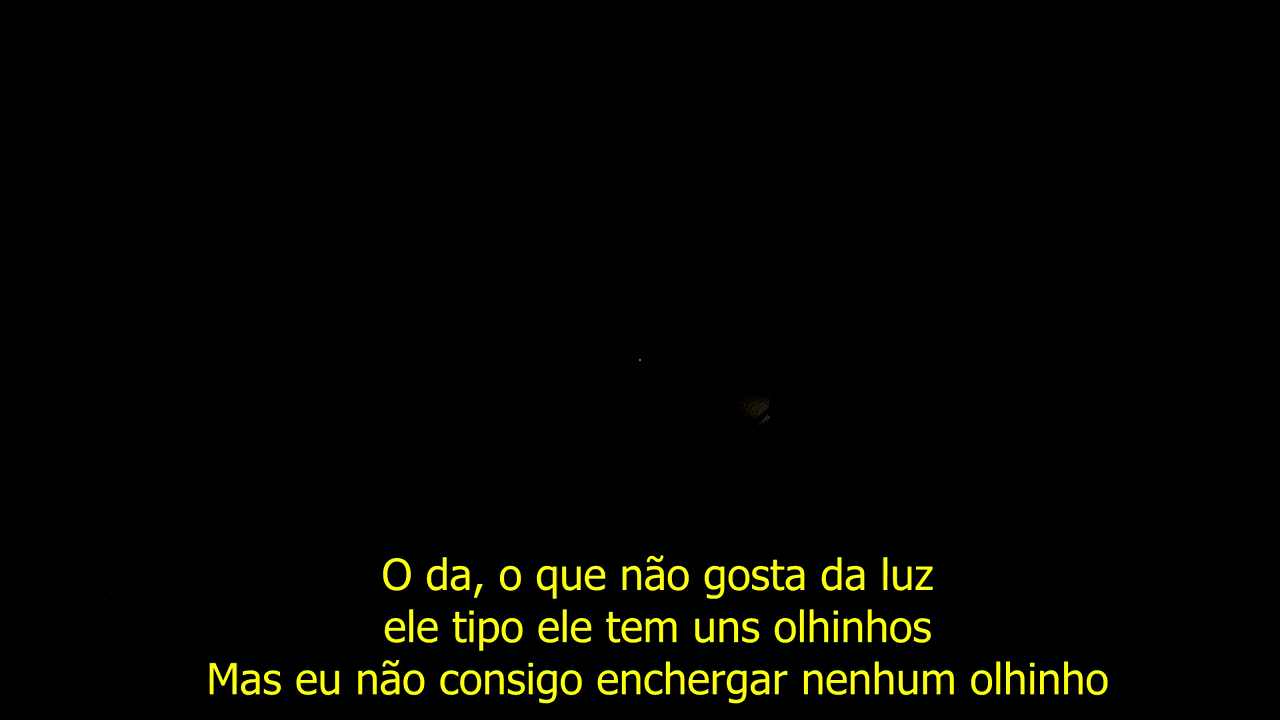 O da, o que não gosta da luz
ele tipo ele tem uns olhinhos
Mas eu não consigo enchergar nenhum olhinho